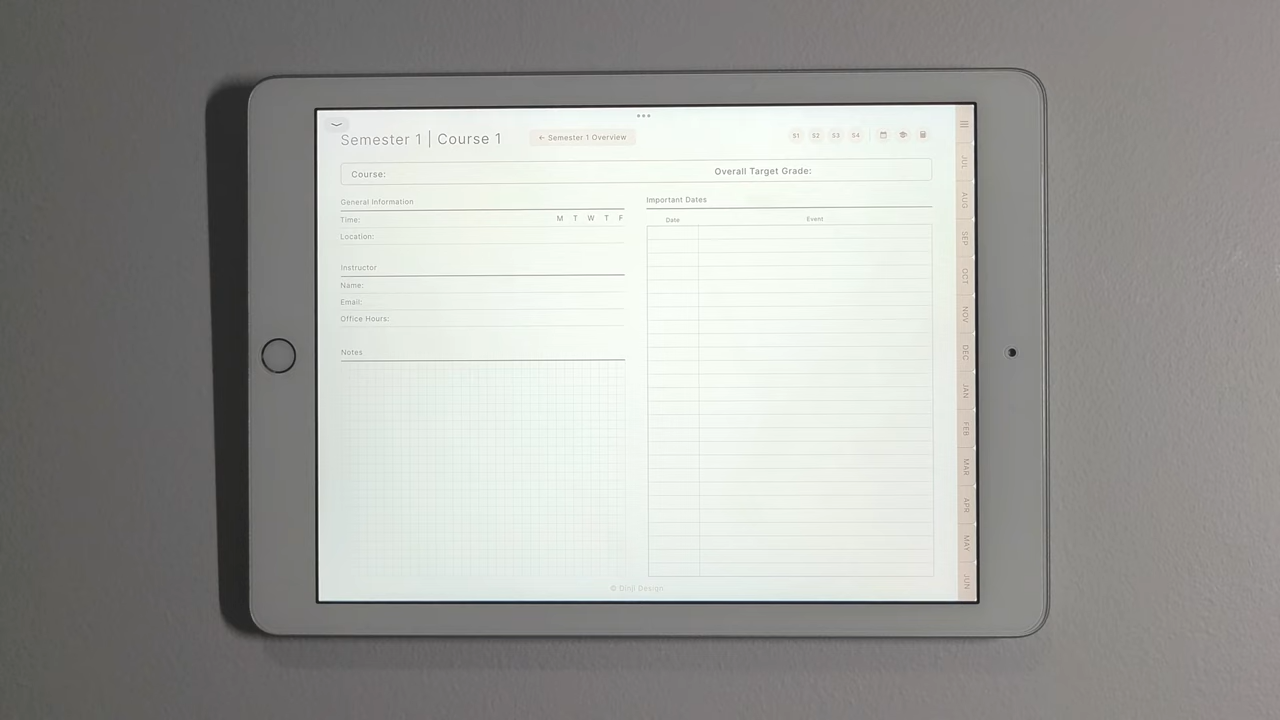 Semester 1 | Course 1
← Semester 1 Overview
S1 S2 S3 S4
Course:
Overall Target Grade:
General Information
Time:
M T W T F
Location:
Instructor
Name:
Email:
Office Hours:
Notes
Important Dates
Date Event
JUL
AUG
SEP
OCT
NOV
DEC
JAN
FEB
MAR
APR
MAY
JUN
© Dinji Design